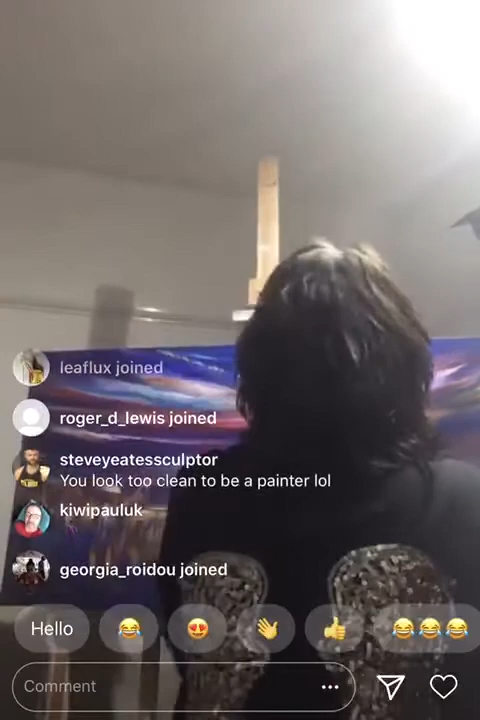 leaflux joined
roger_d_lewis joined
steveyeatessculptor
You look too clean to be a painter lol
kiwipauluk
georgia_roidou joined
Hello
Comment